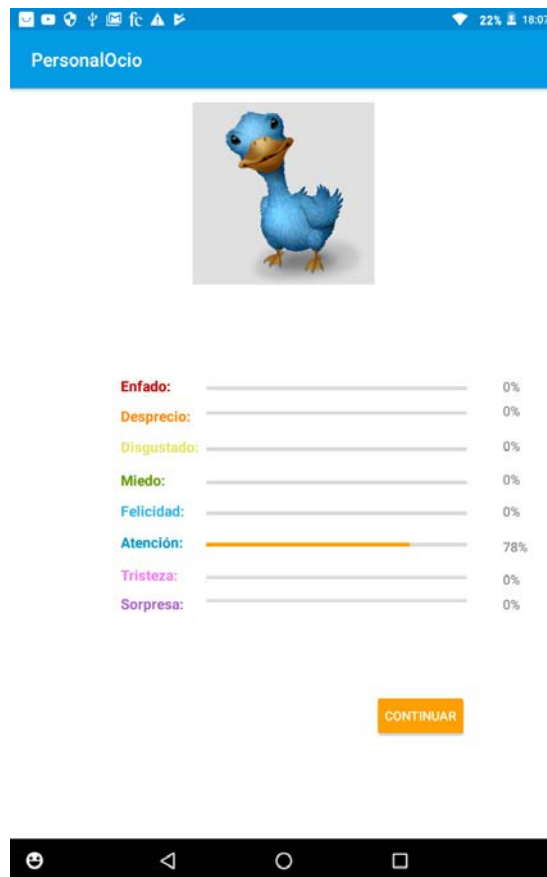 fc 22% 18:07
PersonalOcio
Enfado: 0%
Desprecio: 0%
Disgustado: 0%
Miedo: 0%
Felicidad: 0%
Atención: 78%
Tristeza: 0%
Sorpresa: 0%
CONTINUAR